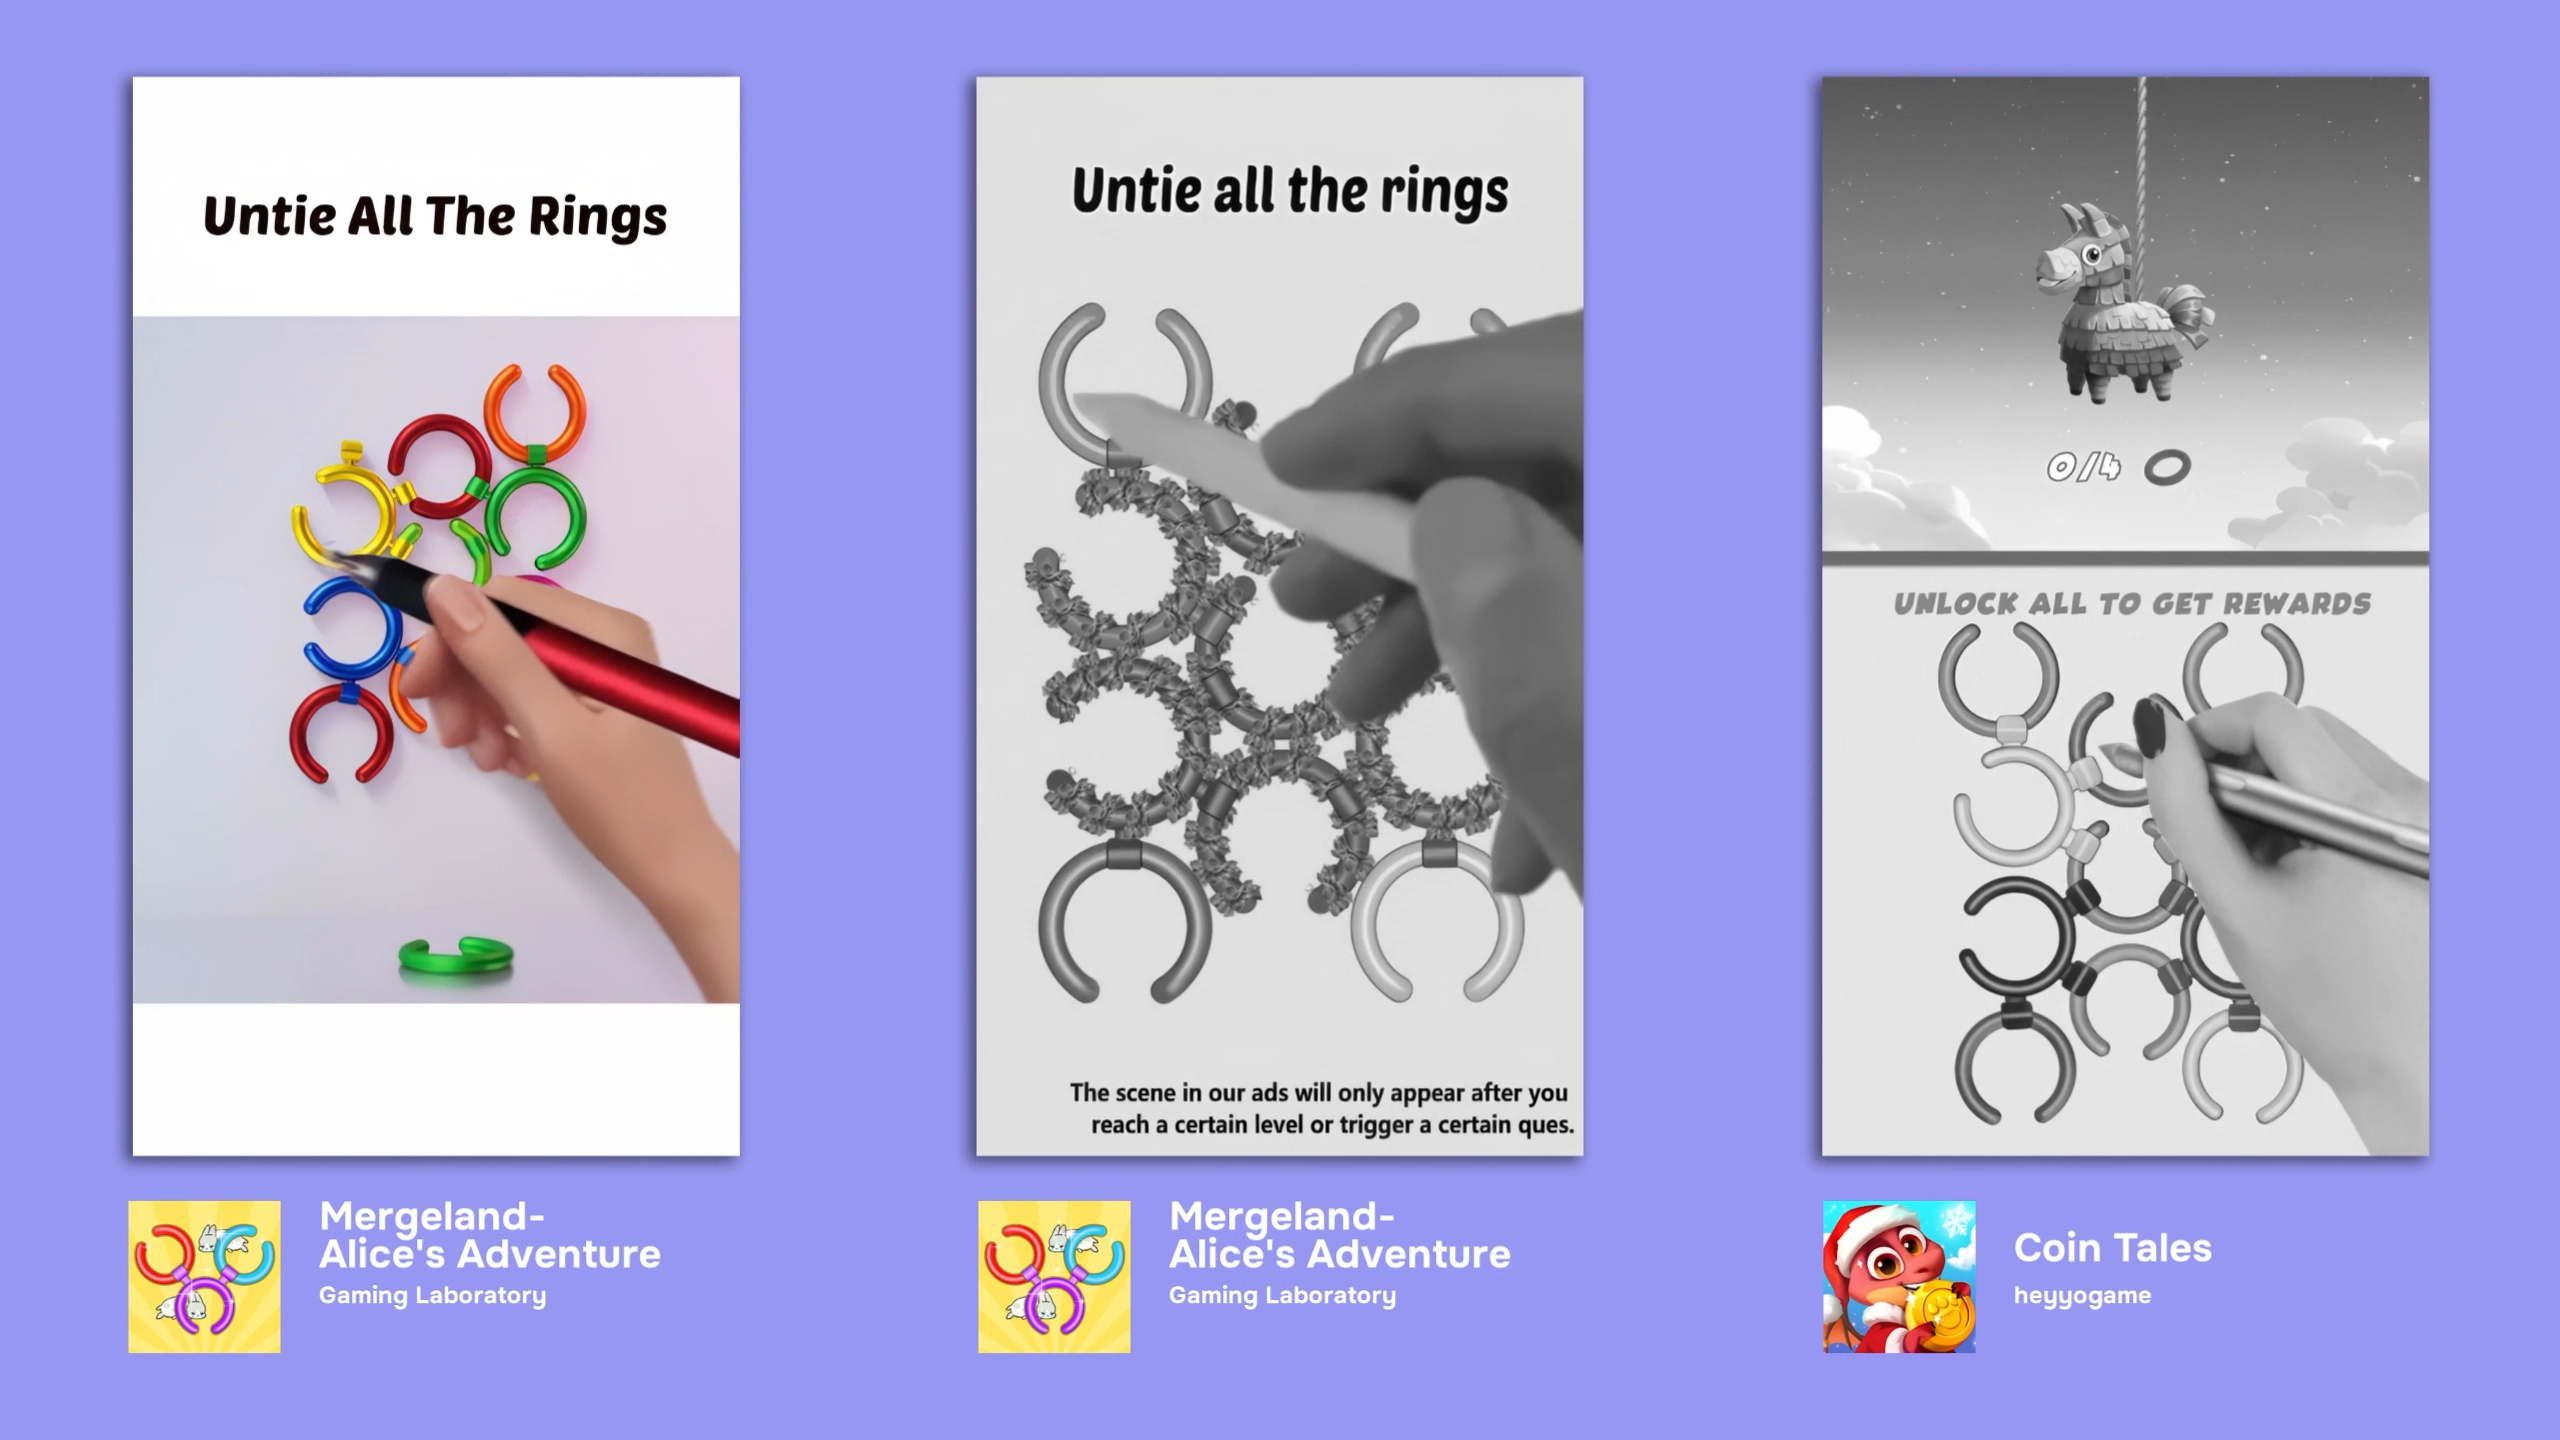 Untie All The Rings
Mergeland-
Alice's Adventure
Gaming Laboratory
Untie all the rings
The scene in our ads will only appear after you
reach a certain level or trigger a certain ques.
Mergeland-
Alice's Adventure
Gaming Laboratory
0/4
UNLOCK ALL TO GET REWARDS
Coin Tales
heyyogame